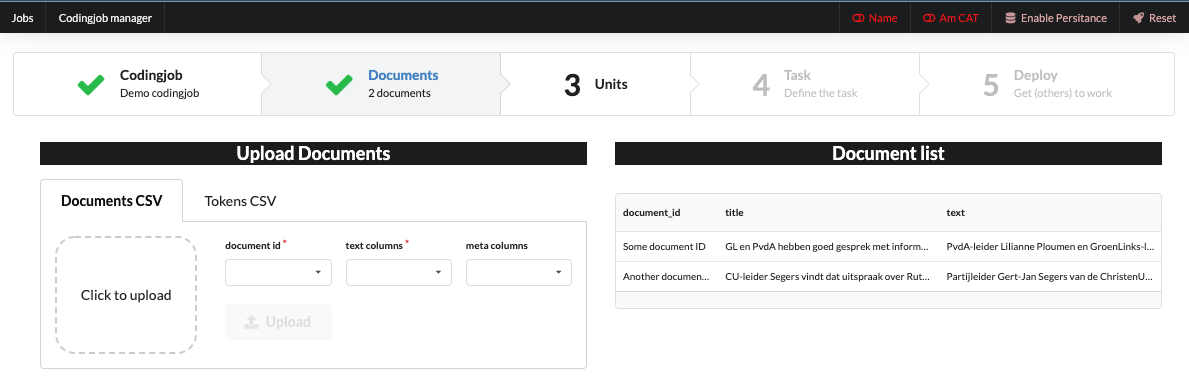 Jobs Codingjob manager Name Am CAT Enable Persitance Reset
Codingjob
Demo codingjob
Documents
2 documents
3 Units
4 Task
Define the task
5 Deploy
Get (others) to work
Upload Documents
Documents CSV Tokens CSV
Click to upload
document id * text columns * meta columns
Upload
Document list
document_id title text
Some document ID GL en PvdA hebben goed gesprek met inform... PvdA-leider Lilianne Ploumen en GroenLinks-l...
Another documen... CU-leider Segers vindt dat uitspraak over Rut... Partijleider Gert-Jan Segers van de ChristenU...